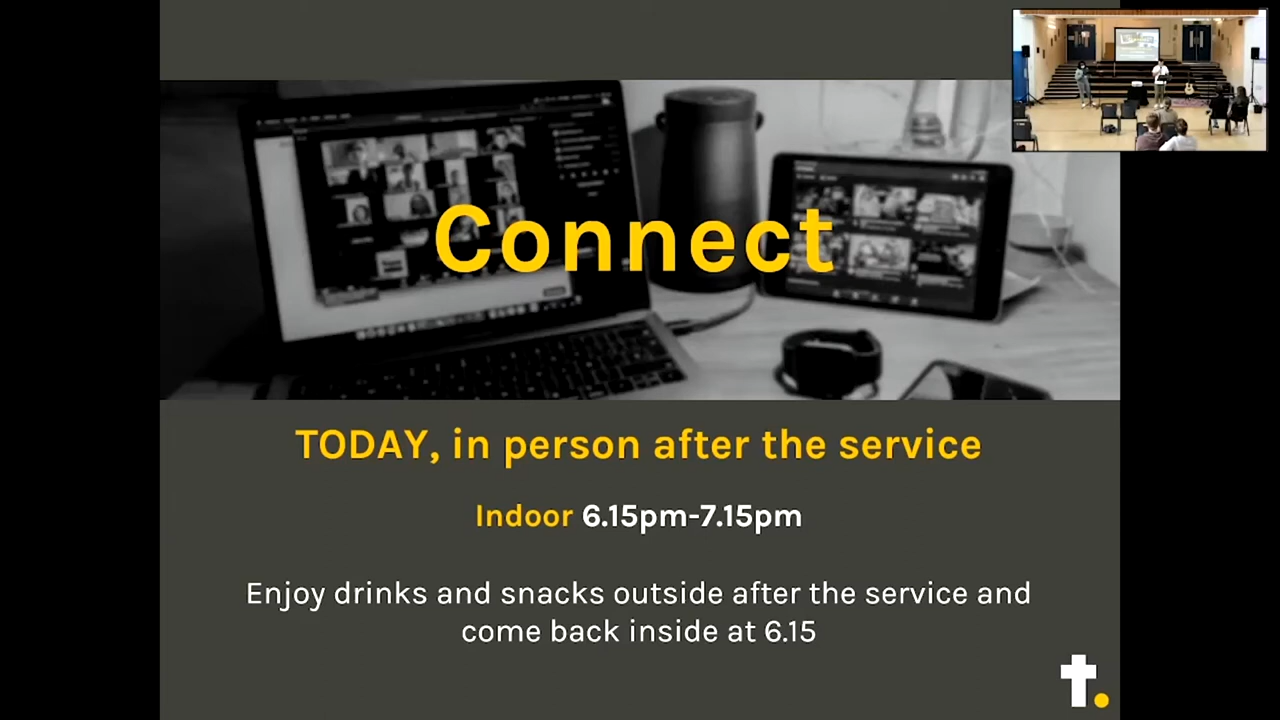 Connect
TODAY, in person after the service
Indoor 6.15pm-7.15pm
Enjoy drinks and snacks outside after the service and
come back inside at 6.15